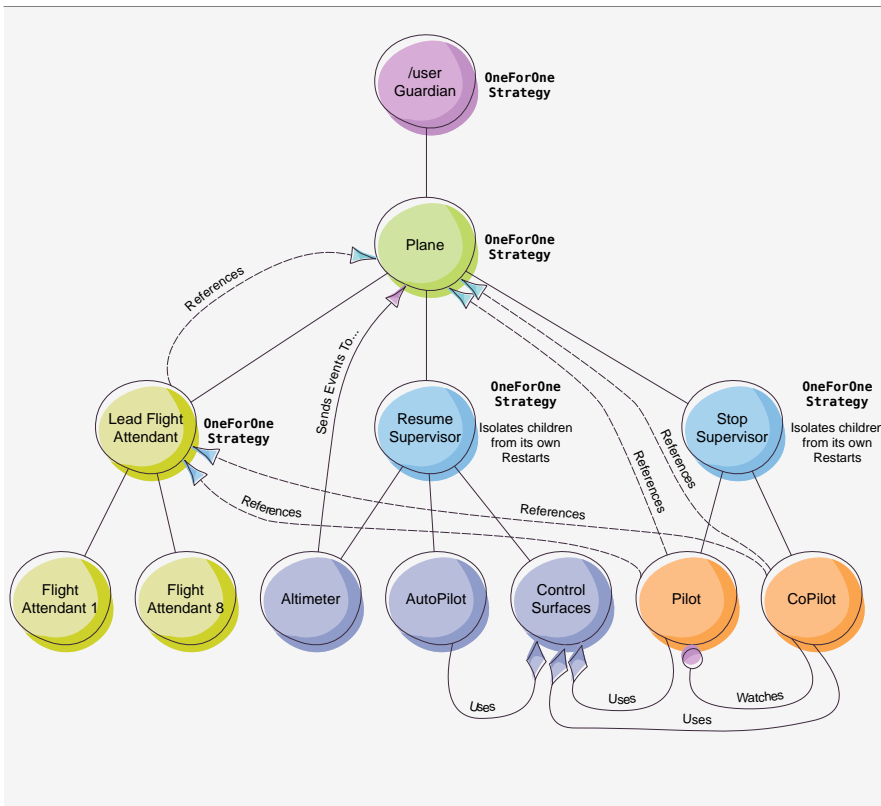 /user
Guardian
OneForOne
Strategy
Plane
OneForOne
Strategy
References
Sends Events To...
Lead Flight
Attendant
OneForOne
Strategy
Resume
Supervisor
OneForOne
Strategy
Isolates children
from its own
Restarts
Stop
Supervisor
OneForOne
Strategy
Isolates children
from its own
Restarts
References
References
References
References
Flight
Attendant 1
Flight
Attendant 8
Altimeter
AutoPilot
Control
Surfaces
Pilot
CoPilot
Uses
Uses
Watches
Uses